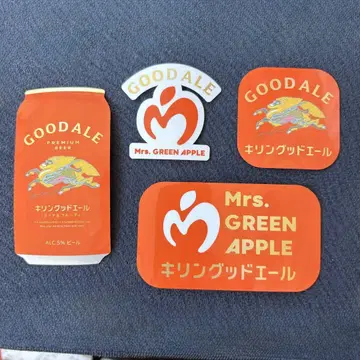 GOOD ALE
PREMIUM
BEER
キリングッドエール
ALC.5% ビール
GOOD ALE
Mrs. GREEN APPLE
GOOD ALE
キリングッドエール
Mrs.
GREEN
APPLE
キリングッドエール